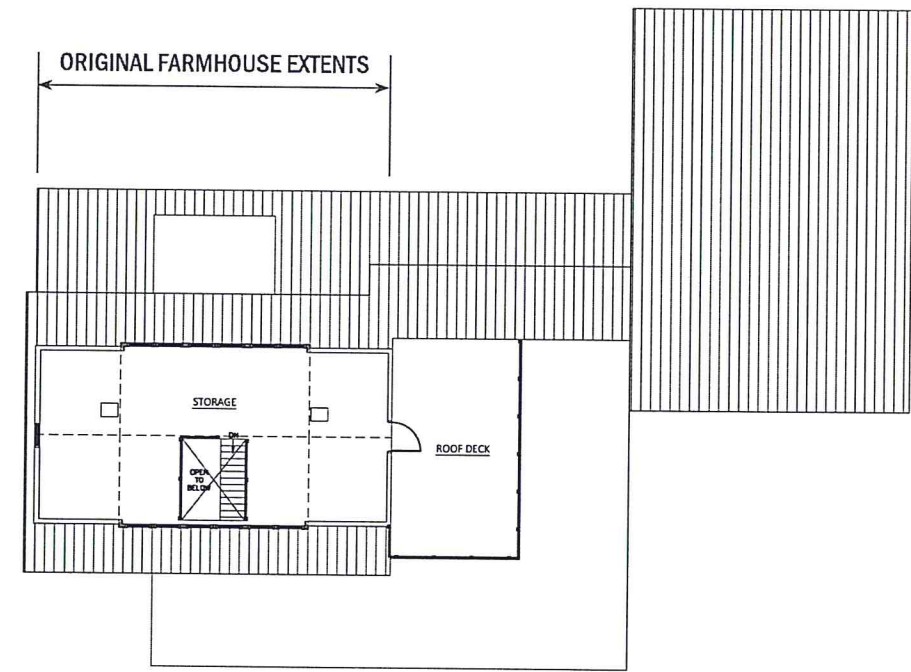 ORIGINAL FARMHOUSE EXTENTS
STORAGE
DN
OPEN
TO
BELOW
ROOF DECK